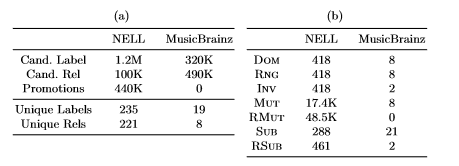 (a)
NELL MusicBrainz
Cand. Label 1.2M 320K
Cand. Rel 100K 490K
Promotions 440K 0
Unique Labels 235 19
Unique Rels 221 8
(b)
NELL MusicBrainz
DOM 418 8
RNG 418 8
INV 418 2
MUT 17.4K 8
RMUT 48.5K 0
SUB 288 21
RSUB 461 2